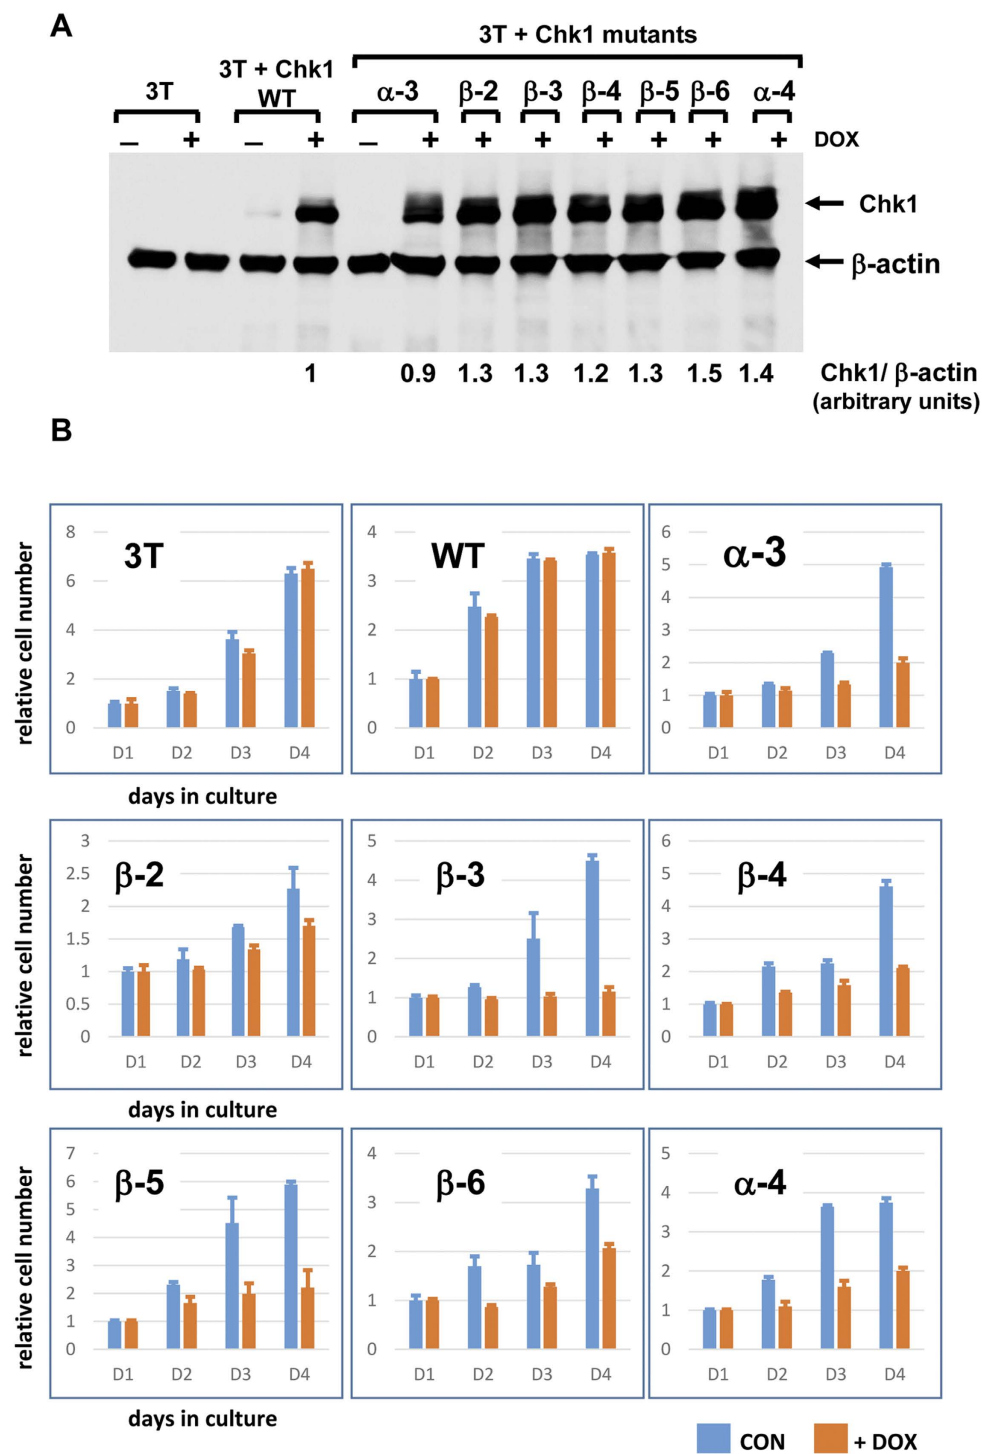 A
3T + Chk1 mutants
3T + Chk1
WT
3T
α-3
β-2
β-3
β-4
β-5
β-6
α-4
– + – + – + + + + + + + DOX
Chk1
β-actin
1 0.9 1.3 1.3 1.2 1.3 1.5 1.4 Chk1/ β-actin
(arbitrary units)
B
relative cell number
3T
8
6
4
2
0
D1 D2 D3 D4
days in culture
WT
4
3
2
1
0
D1 D2 D3 D4
α-3
6
5
4
3
2
1
0
D1 D2 D3 D4
relative cell number
β-2
3
2.5
2
1.5
1
0.5
0
D1 D2 D3 D4
days in culture
β-3
5
4
3
2
1
0
D1 D2 D3 D4
β-4
6
5
4
3
2
1
0
D1 D2 D3 D4
relative cell number
β-5
7
6
5
4
3
2
1
0
D1 D2 D3 D4
days in culture
β-6
4
3
2
1
0
D1 D2 D3 D4
α-4
5
4
3
2
1
0
D1 D2 D3 D4
CON
+ DOX